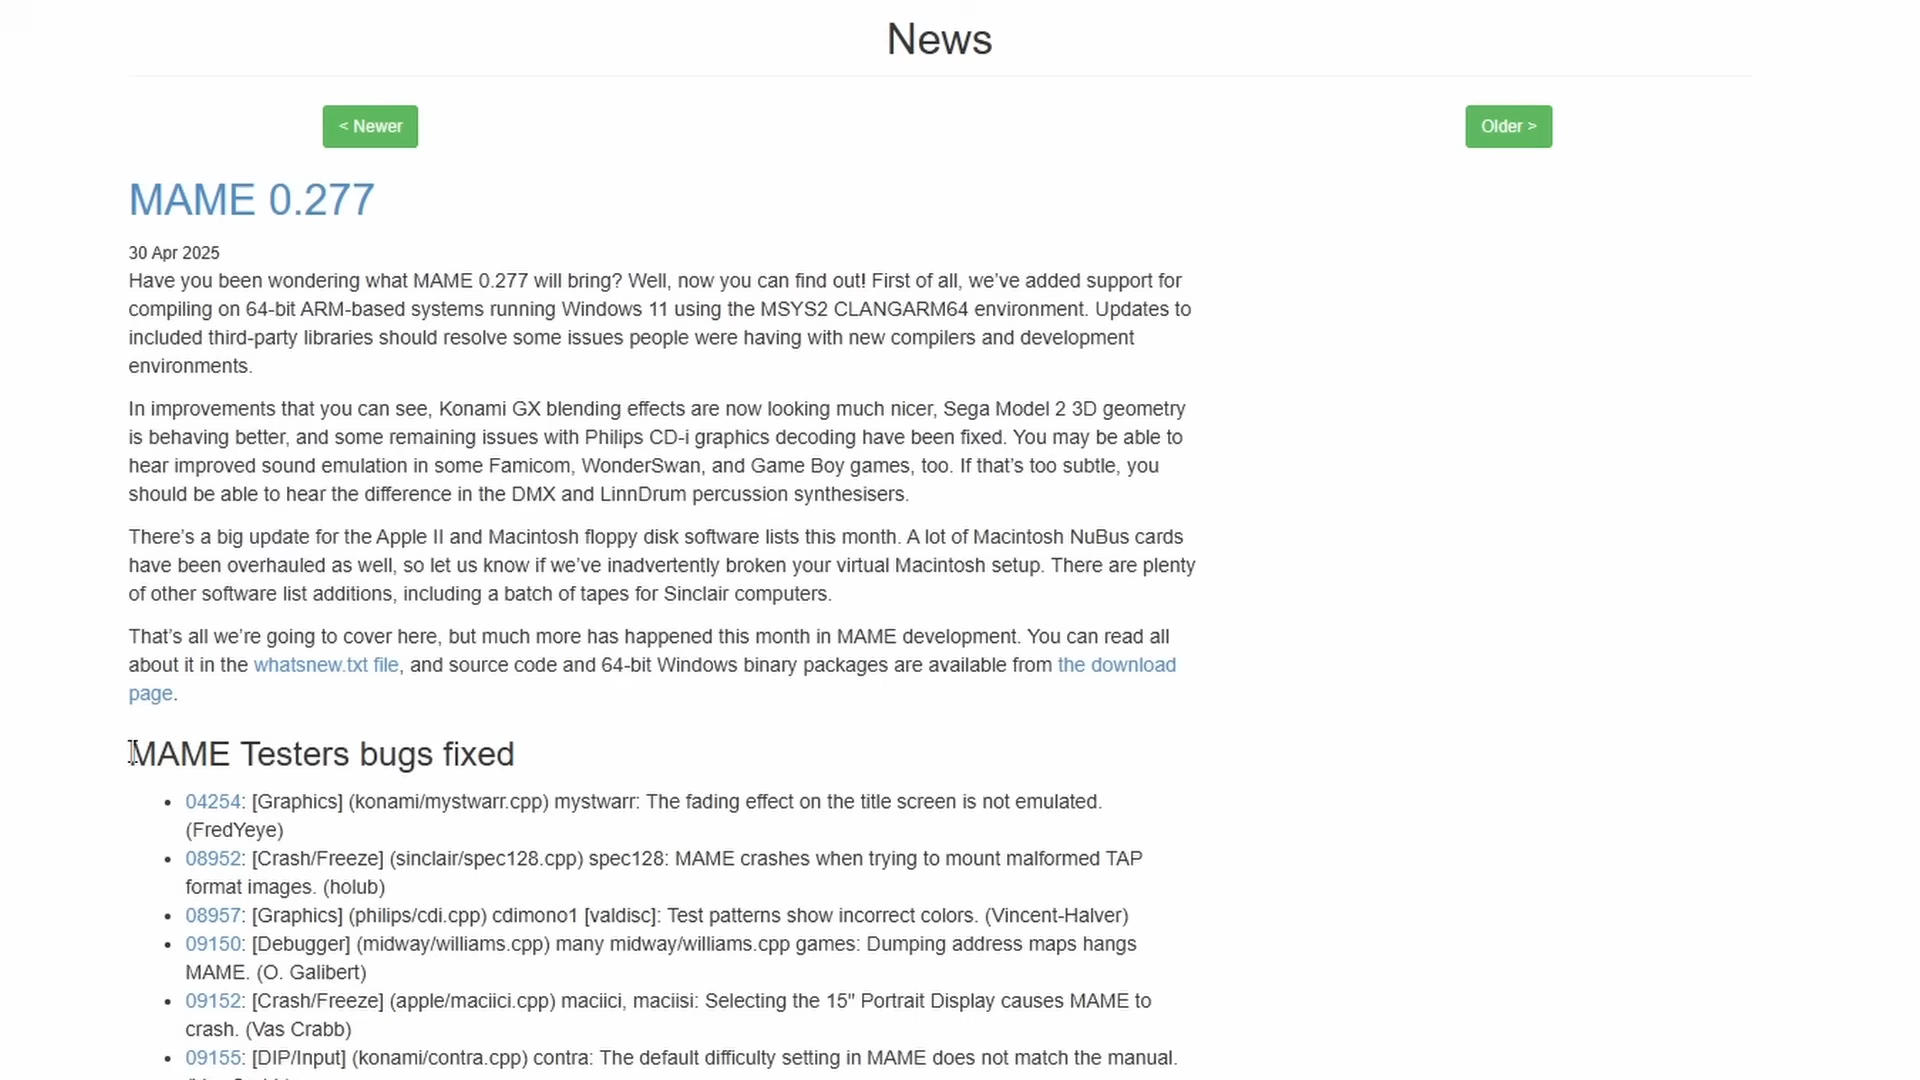 News
< Newer
Older >
MAME 0.277
30 Apr 2025
Have you been wondering what MAME 0.277 will bring? Well, now you can find out! First of all, we’ve added support for
compiling on 64-bit ARM-based systems running Windows 11 using the MSYS2 CLANGARM64 environment. Updates to
included third-party libraries should resolve some issues people were having with new compilers and development
environments.
In improvements that you can see, Konami GX blending effects are now looking much nicer, Sega Model 2 3D geometry
is behaving better, and some remaining issues with Philips CD-i graphics decoding have been fixed. You may be able to
hear improved sound emulation in some Famicom, WonderSwan, and Game Boy games, too. If that’s too subtle, you
should be able to hear the difference in the DMX and LinnDrum percussion synthesisers.
There’s a big update for the Apple II and Macintosh floppy disk software lists this month. A lot of Macintosh NuBus cards
have been overhauled as well, so let us know if we’ve inadvertently broken your virtual Macintosh setup. There are plenty
of other software list additions, including a batch of tapes for Sinclair computers.
That’s all we’re going to cover here, but much more has happened this month in MAME development. You can read all
about it in the whatsnew.txt file, and source code and 64-bit Windows binary packages are available from the download
page.
MAME Testers bugs fixed
• 04254: [Graphics] (konami/mystwarr.cpp) mystwarr: The fading effect on the title screen is not emulated.
(FredYeye)
• 08952: [Crash/Freeze] (sinclair/spec128.cpp) spec128: MAME crashes when trying to mount malformed TAP
format images. (holub)
• 08957: [Graphics] (philips/cdi.cpp) cdimono1 [valdisc]: Test patterns show incorrect colors. (Vincent-Halver)
• 09150: [Debugger] (midway/williams.cpp) many midway/williams.cpp games: Dumping address maps hangs
MAME. (O. Galibert)
• 09152: [Crash/Freeze] (apple/maciici.cpp) maciici, maciisi: Selecting the 15" Portrait Display causes MAME to
crash. (Vas Crabb)
• 09155: [DIP/Input] (konami/contra.cpp) contra: The default difficulty setting in MAME does not match the manual.